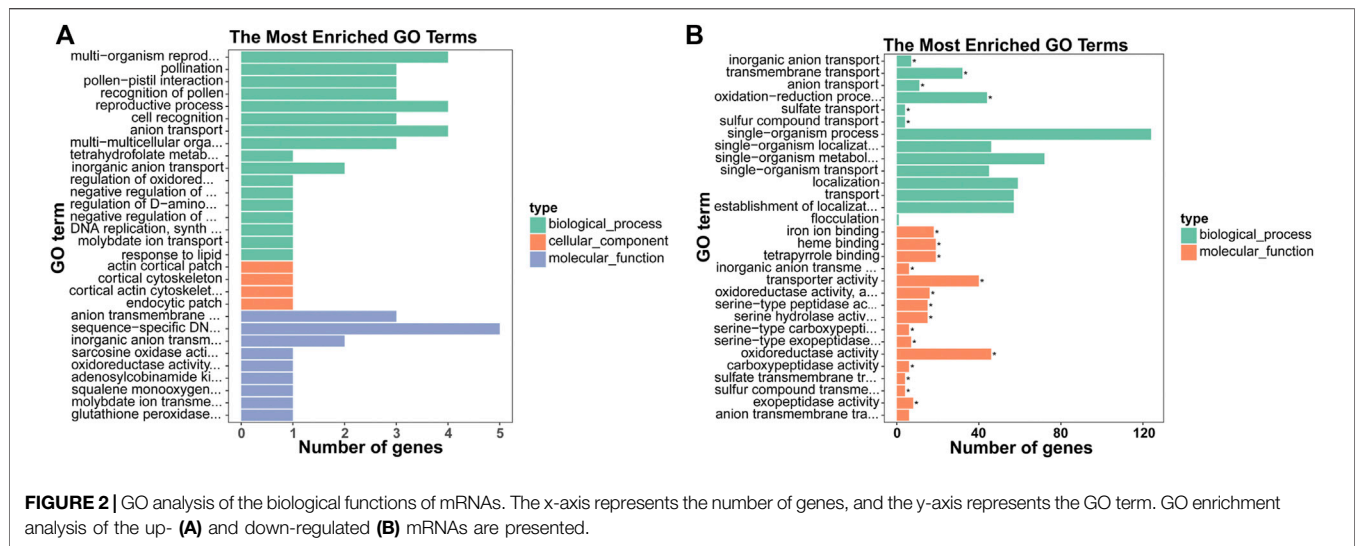 A
The Most Enriched GO Terms
GO term
multi-organism reprod...
pollination
pollen-pistil interaction
recognition of pollen
reproductive process
cell recognition
anion transport
multi-multicellular orga...
tetrahydrofolate metab...
inorganic anion transport
regulation of oxidored...
negative regulation of ...
regulation of D-amino...
negative regulation of ...
DNA replication, synth ...
molybdate ion transport
response to lipid
actin cortical patch
cortical cytoskeleton
cortical actin cytoskelet...
endocytic patch
anion transmembrane ...
sequence-specific DN...
inorganic anion transm...
sarcosine oxidase acti...
oxidoreductase activity...
adenosylcobinamide ki...
squalene monooxygen...
molybdate ion transme...
glutathione peroxidase...
0 1 2 3 4 5
Number of genes
type
biological_process
cellular_component
molecular_function
B
The Most Enriched GO Terms
GO term
inorganic anion transport *
transmembrane transport *
anion transport *
oxidation-reduction proce... *
sulfate transport *
sulfur compound transport *
single-organism process
single-organism localizat...
single-organism metabol...
single-organism transport
localization
transport
establishment of localizat...
flocculation
iron ion binding *
heme binding *
tetrapyrrole binding *
inorganic anion transme ... *
transporter activity *
oxidoreductase activity, a... *
serine-type peptidase ac... *
serine hydrolase activ... *
serine-type carboxypepti... *
serine-type exopeptidase... *
oxidoreductase activity *
carboxypeptidase activity *
sulfate transmembrane tr... *
sulfur compound transme... *
exopeptidase activity *
anion transmembrane tra...
0 40 80 120
Number of genes
type
biological_process
molecular_function
FIGURE 2 | GO analysis of the biological functions of mRNAs. The x-axis represents the number of genes, and the y-axis represents the GO term. GO enrichment
analysis of the up- (A) and down-regulated (B) mRNAs are presented.